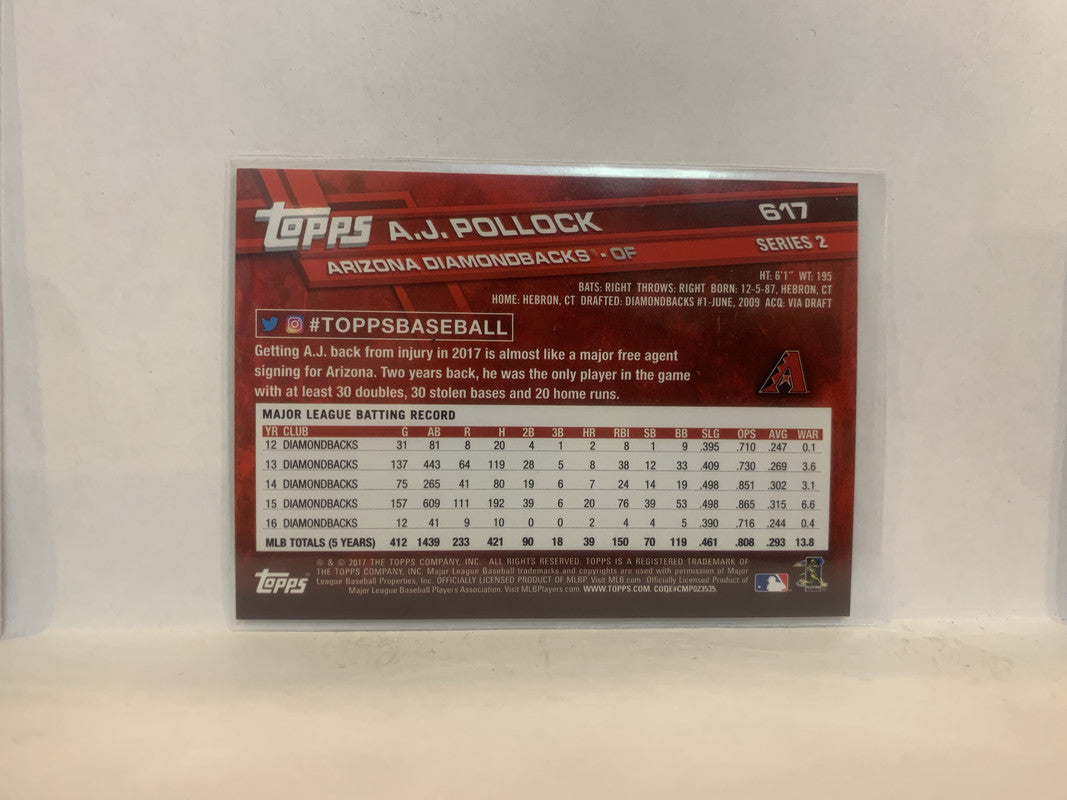 topps A.J. POLLOCK 617
ARIZONA DIAMONDBACKS · OF SERIES 2
HT: 6'1" WT: 195
BATS: RIGHT THROWS: RIGHT BORN: 12-5-87, HEBRON, CT
HOME: HEBRON, CT DRAFTED: DIAMONDBACKS #1-JUNE, 2009 ACQ: VIA DRAFT
#TOPPSBASEBALL
Getting A.J. back from injury in 2017 is almost like a major free agent
signing for Arizona. Two years back, he was the only player in the game
with at least 30 doubles, 30 stolen bases and 20 home runs.
A
MAJOR LEAGUE BATTING RECORD
YR CLUB G AB R H 2B 3B HR RBI SB BB SLG OPS AVG WAR
12 DIAMONDBACKS 31 81 8 20 4 1 2 8 1 9 .395 .710 .247 0.1
13 DIAMONDBACKS 137 443 64 119 28 5 8 38 12 33 .409 .730 .269 3.6
14 DIAMONDBACKS 75 265 41 80 19 6 7 24 14 19 .498 .851 .302 3.1
15 DIAMONDBACKS 157 609 111 192 39 6 20 76 39 53 .498 .865 .315 6.6
16 DIAMONDBACKS 12 41 9 10 0 0 2 4 4 5 .390 .716 .244 0.4
MLB TOTALS (5 YEARS) 412 1439 233 421 90 18 39 150 70 119 .461 .808 .293 13.8
® & © 2017 THE TOPPS COMPANY, INC. ALL RIGHTS RESERVED. TOPPS IS A REGISTERED TRADEMARK OF
THE TOPPS COMPANY, INC. Major League Baseball trademarks and copyrights are used with permission of Major
League Baseball Properties, Inc. OFFICIALLY LICENSED PRODUCT OF MLBP. Visit MLB.com Officially Licensed Product of
Major League Baseball Players Association. Visit MLBPlayers.com. WWW.TOPPS.COM. CODE#CMP023535.
topps